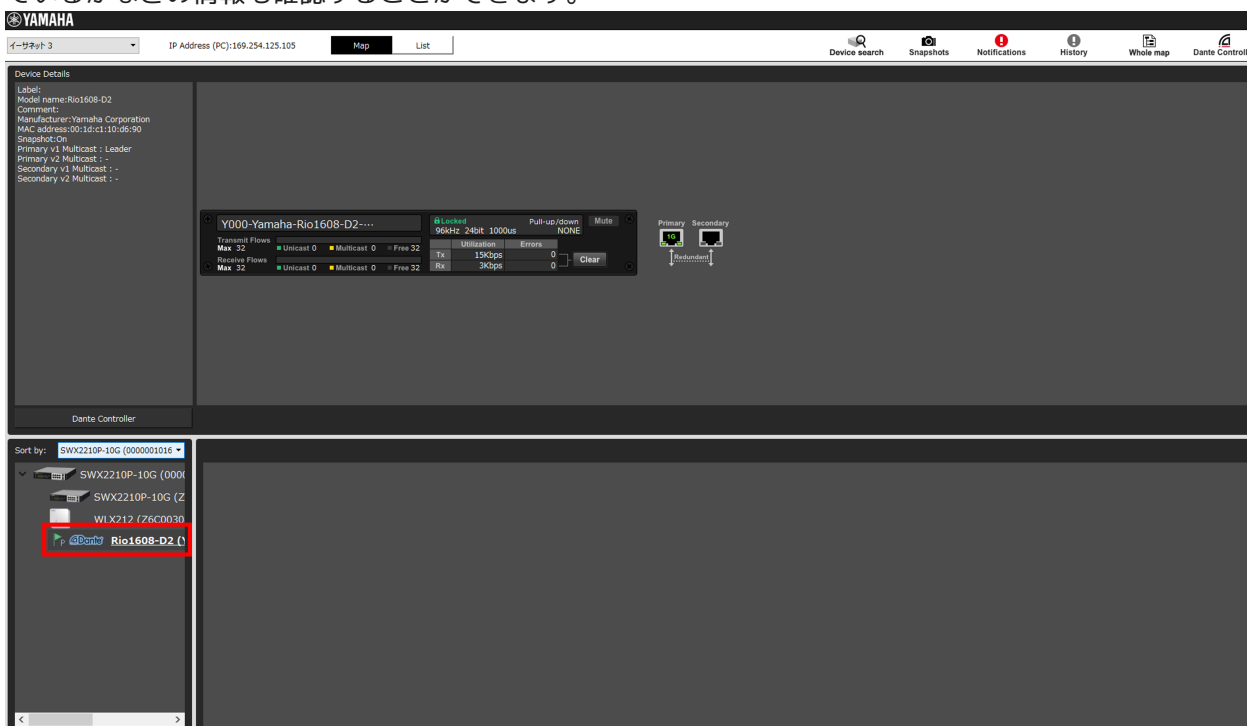 ているかなどの情報も確認することができます。
YAMAHA
イーサネット 3
IP Address (PC):169.254.125.105
Map
List
Device search
Snapshots
Notifications
History
Whole map
Dante Controll
Device Details
Label:
Model name:Rio1608-D2
Comment:
Manufacturer:Yamaha Corporation
MAC address:00:1d:c1:10:d6:90
Snapshot:On
Primary v1 Multicast : Leader
Primary v2 Multicast : -
Secondary v1 Multicast : -
Secondary v2 Multicast : -
Y000-Yamaha-Rio1608-D2-···
Transmit Flows
Max 32 Unicast 0 Multicast 0 Free 32
Receive Flows
Max 32 Unicast 0 Multicast 0 Free 32
Locked Pull-up/down
96kHz 24bit 1000us NONE
Utilization Errors
Tx 15Kbps 0
Rx 3Kbps 0
Clear
Mute
Primary Secondary
1G
Redundant
Dante Controller
Sort by: SWX2210P-10G (0000001016
SWX2210P-10G (000
SWX2210P-10G (Z
WLX212 (Z6C0030
P Dante Rio1608-D2 (Y